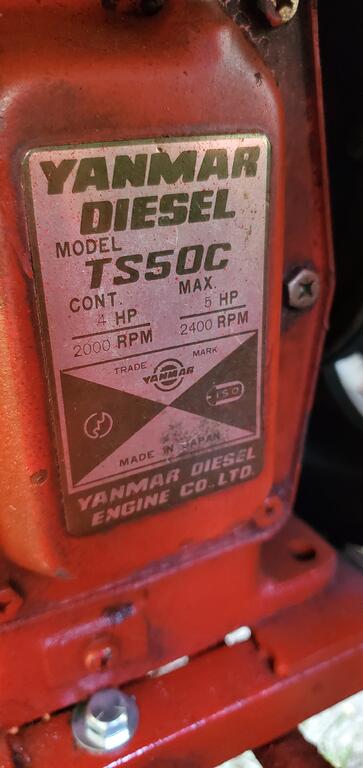 YANMAR
DIESEL
MODEL
TS50C
CONT. MAX.
4 HP 5 HP
2000 RPM 2400 RPM
TRADE MARK
YANMAR
ISO
MADE IN JAPAN
YANMAR DIESEL
ENGINE CO., LTD.